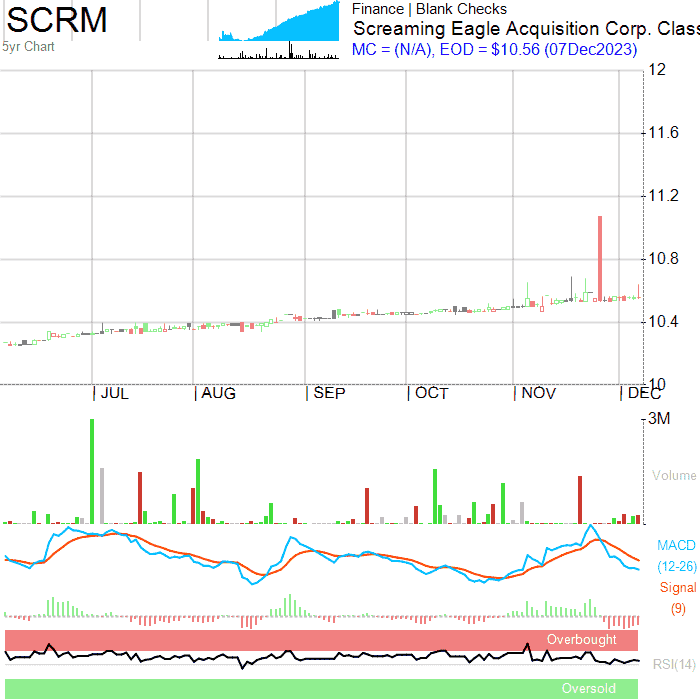 SCRM
5yr Chart
Finance | Blank Checks
Screaming Eagle Acquisition Corp. Class
MC = (N/A), EOD = $10.56 (07Dec2023)
12
11.6
11.2
10.8
10.4
10
JUL
AUG
SEP
OCT
NOV
DEC
3M
Volume
MACD
(12-26)
Signal
(9)
Overbought
RSI(14)
Oversold